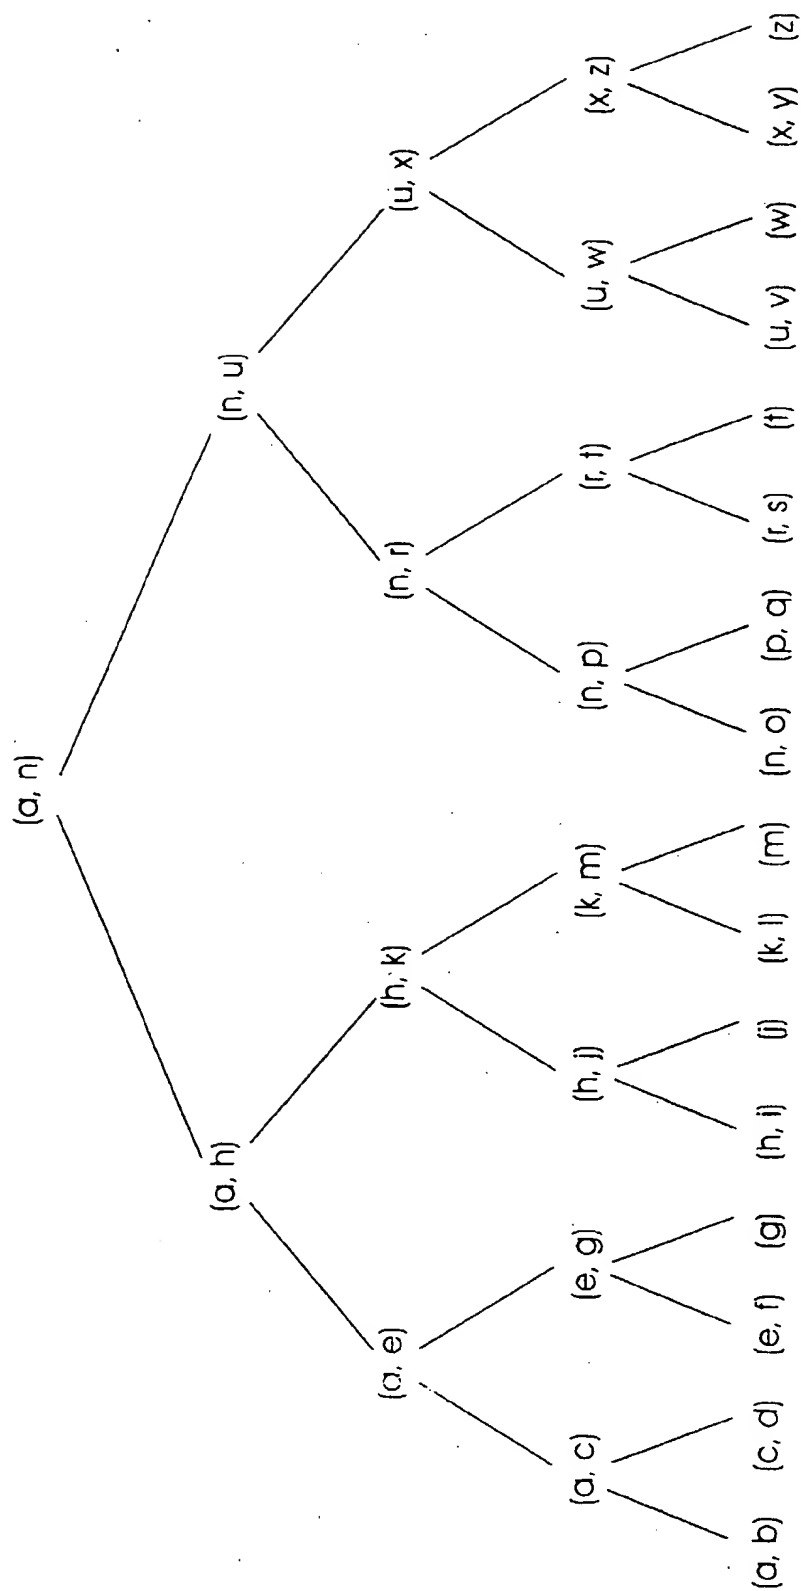 (a, n)
(a, h) (n, u)
(a, e) (h, k) (n, r) (u, x)
(a, c) (e, g) (h, j) (k, m) (n, p) (r, t) (u, w) (x, z)
(a, b) (c, d) (e, f) (g) (h, i) (j) (k, l) (m) (n, o) (p, q) (r, s) (t) (u, v) (w) (x, y) (z)